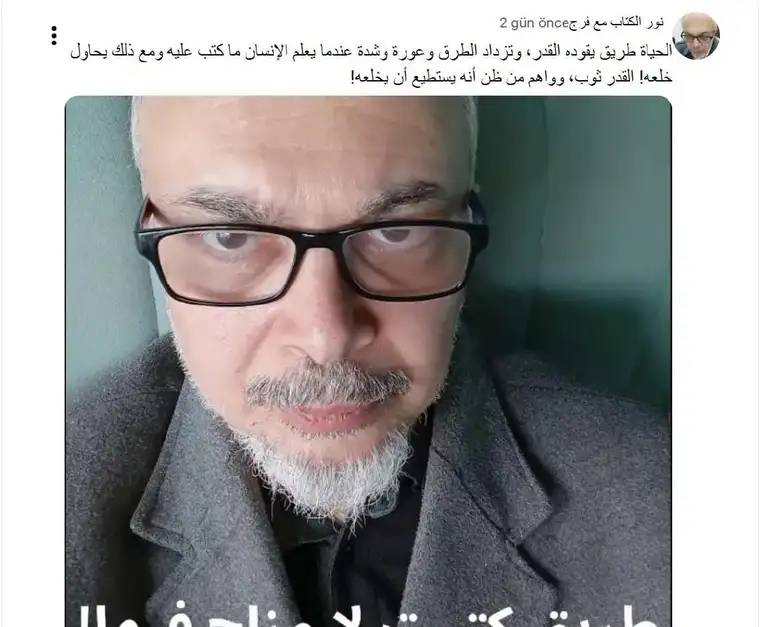 نور الكتاب مع فرج 2 gün önce
الحياة طريق يقوده القدر، وتزداد الطرق وعورة وشدة عندما يعلم الإنسان ما كتب عليه ومع ذلك يحاول
خلعه! القدر ثوب، وواهم من ظن أنه يستطيع أن يخلعه!